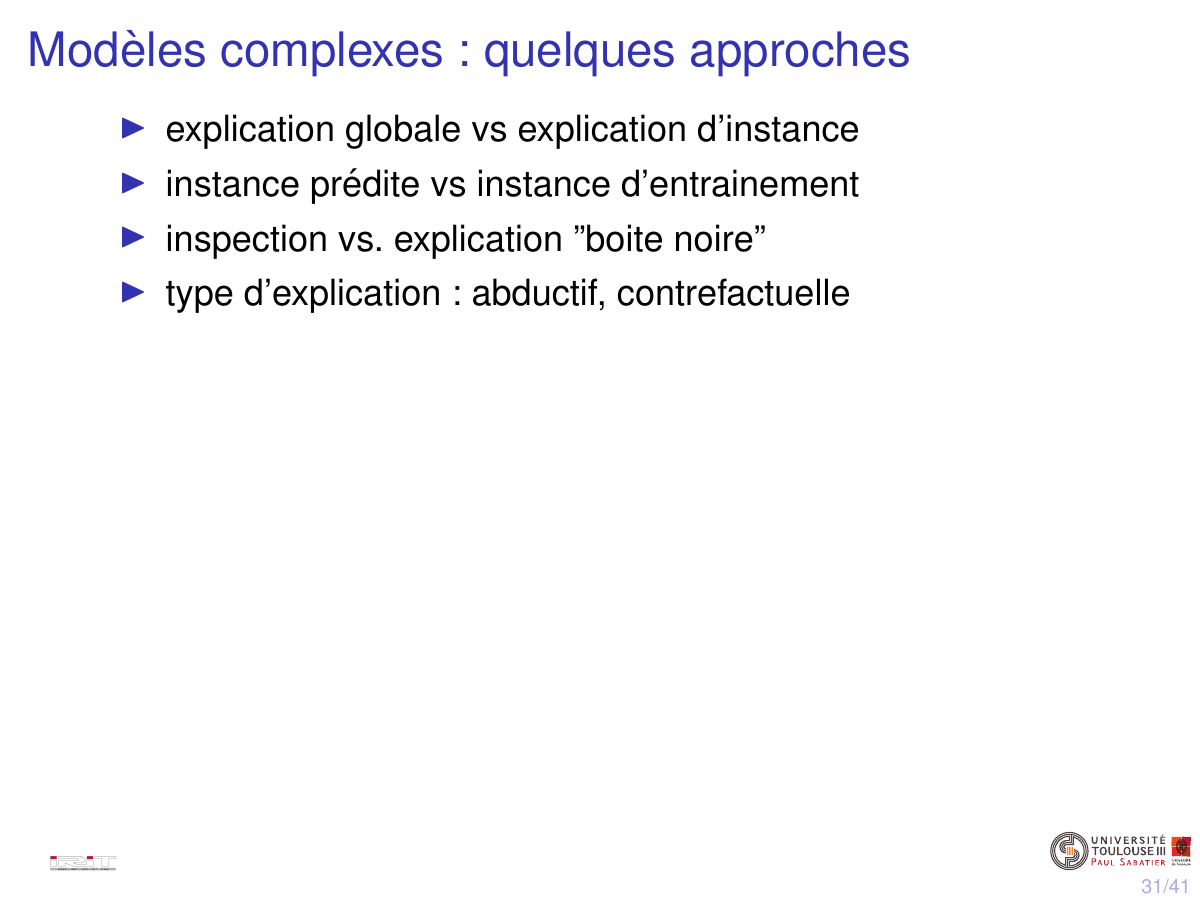 Modèles complexes : quelques approches
explication globale vs explication d'instance
instance prédite vs instance d'entrainement
inspection vs. explication ”boite noire”
type d'explication : abductif, contrefactuelle
IRIT
UNIVERSITÉ
TOULOUSE III
PAUL SABATIER
31/41